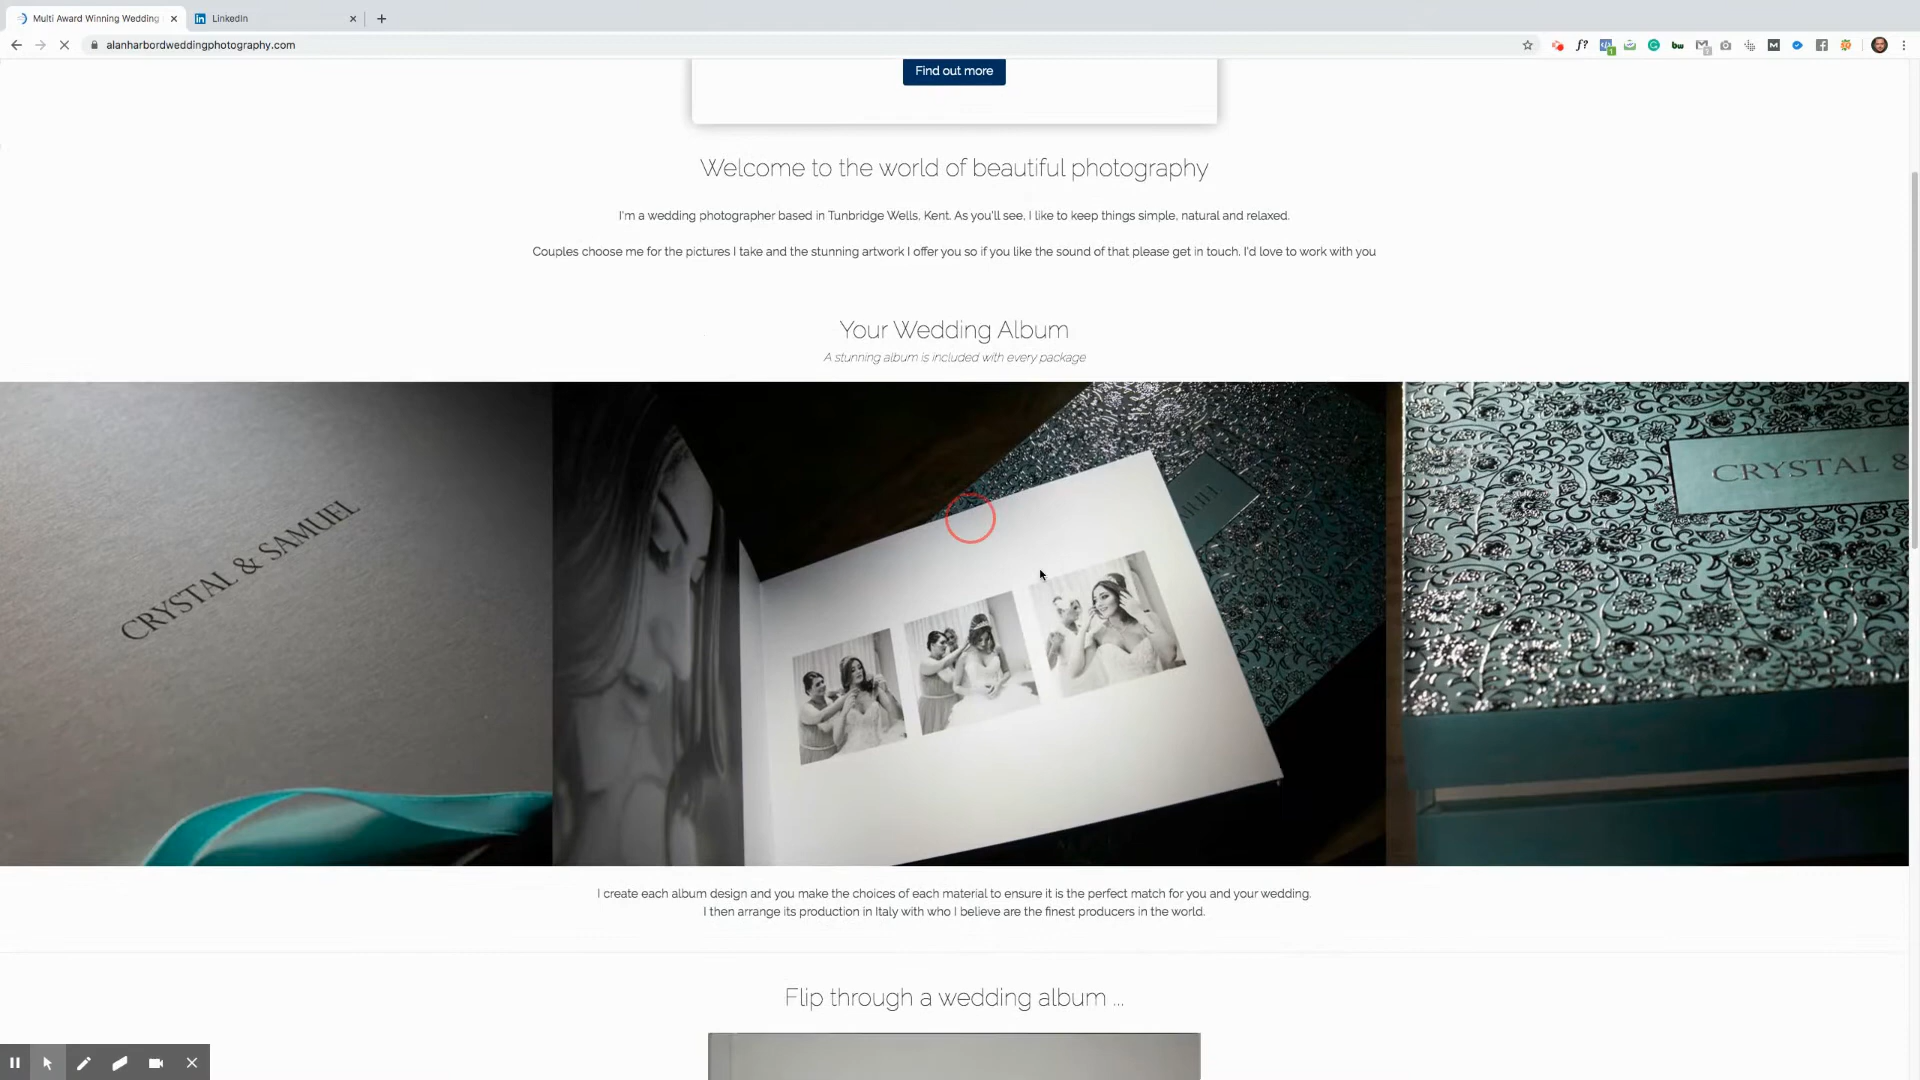 Multi Award Winning Wedding
LinkedIn
alanharbordweddingphotography.com
Find out more
Welcome to the world of beautiful photography
I'm a wedding photographer based in Tunbridge Wells, Kent. As you'll see, I like to keep things simple, natural and relaxed.
Couples choose me for the pictures I take and the stunning artwork I offer you so if you like the sound of that please get in touch. I'd love to work with you
Your Wedding Album
A stunning album is included with every package
CRYSTAL & SAMUEL
CRYSTAL &
I create each album design and you make the choices of each material to ensure it is the perfect match for you and your wedding.
I then arrange its production in Italy with who I believe are the finest producers in the world.
Flip through a wedding album ...